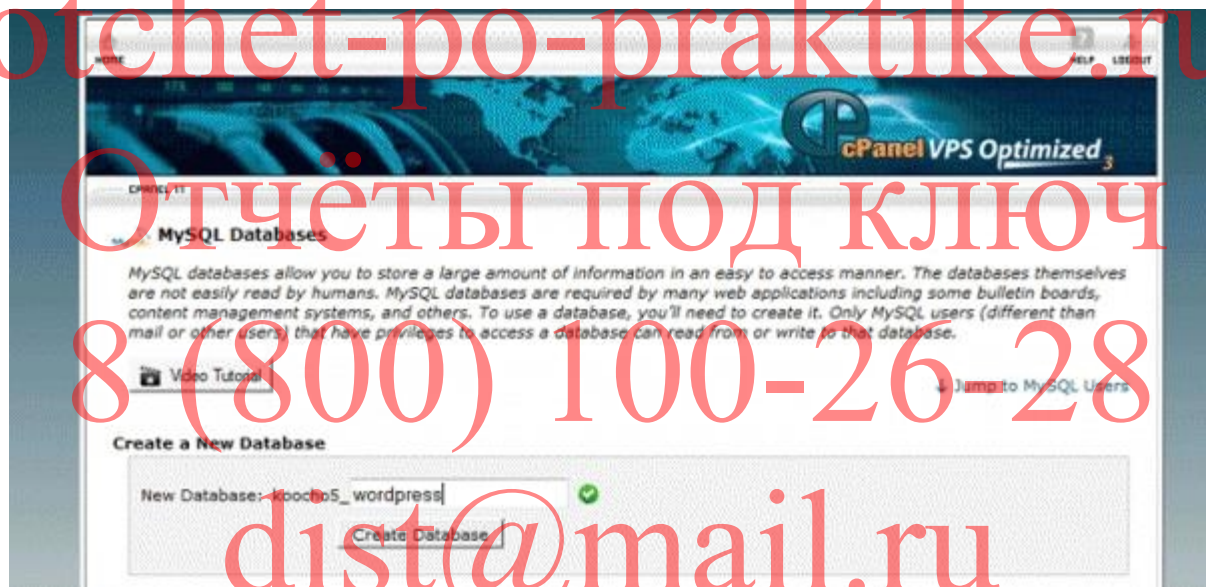 otchet-po-praktike.ru
HOME
HELP LOGOUT
cPanel VPS Optimized 3
CPANEL 11
Отчёты под ключ
MySQL Databases
MySQL databases allow you to store a large amount of information in an easy to access manner. The databases themselves
are not easily read by humans. MySQL databases are required by many web applications including some bulletin boards,
content management systems, and others. To use a database, you'll need to create it. Only MySQL users (different than
mail or other users) that have privileges to access a database can read from or write to that database.
8 (800) 100-26-28
Video Tutorial
Jump to MySQL Users
Create a New Database
New Database: koocho5_ wordpress
Create Database
dist@mail.ru